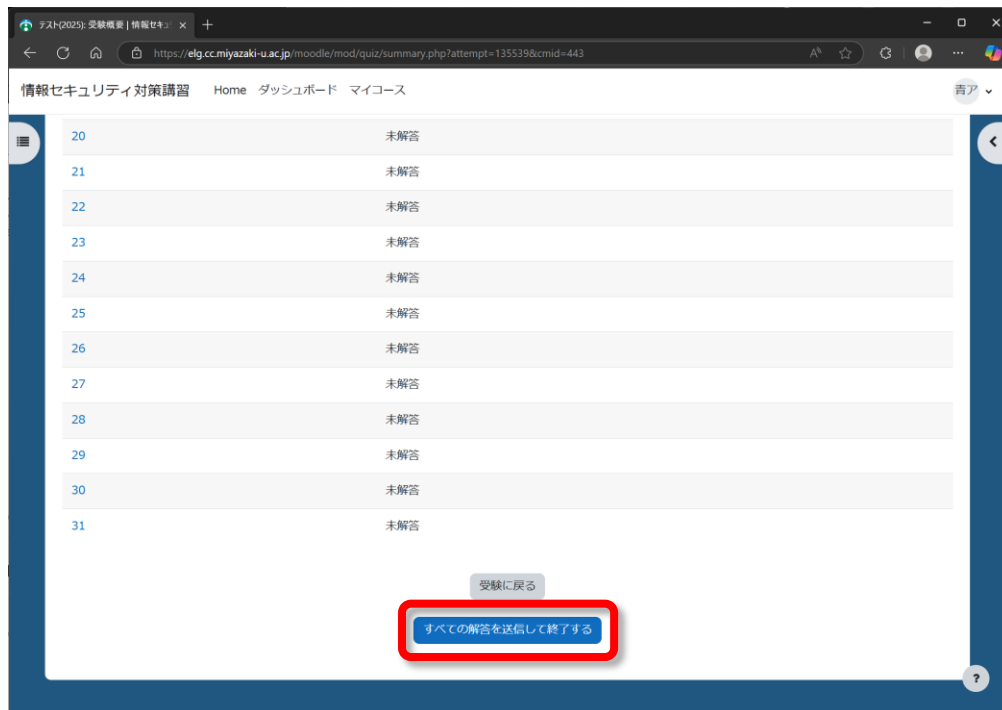 テスト(2025): 受験概要 | 情報セキュ
https://elg.cc.miyazaki-u.ac.jp/moodle/mod/quiz/summary.php?attempt=135539&cmid=443
情報セキュリティ対策講習 Home ダッシュボード マイコース 青ア
20 未解答
21 未解答
22 未解答
23 未解答
24 未解答
25 未解答
26 未解答
27 未解答
28 未解答
29 未解答
30 未解答
31 未解答
受験に戻る
すべての解答を送信して終了する
?